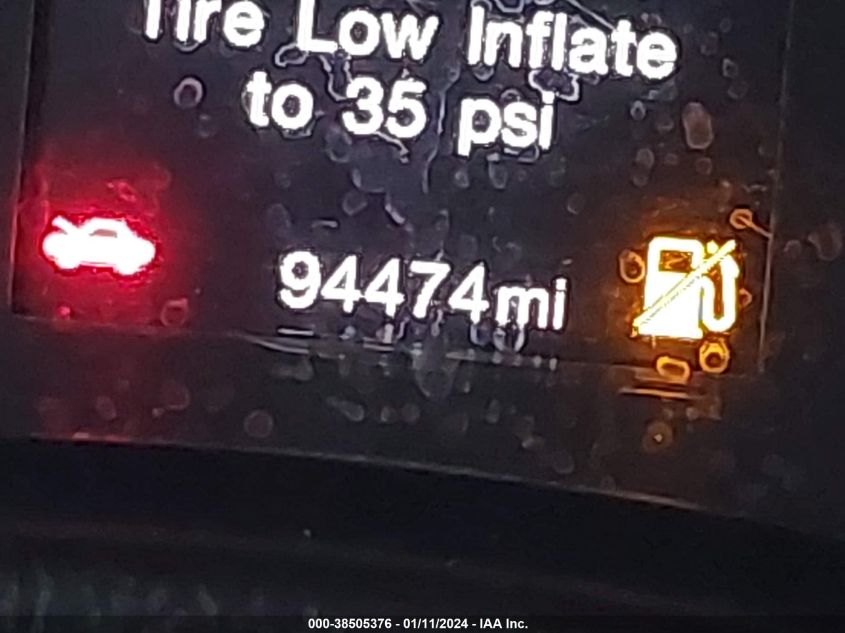 Tire Low Inflate
to 35 psi
94474mi
000-38505376 - 01/11/2024 - IAA Inc.